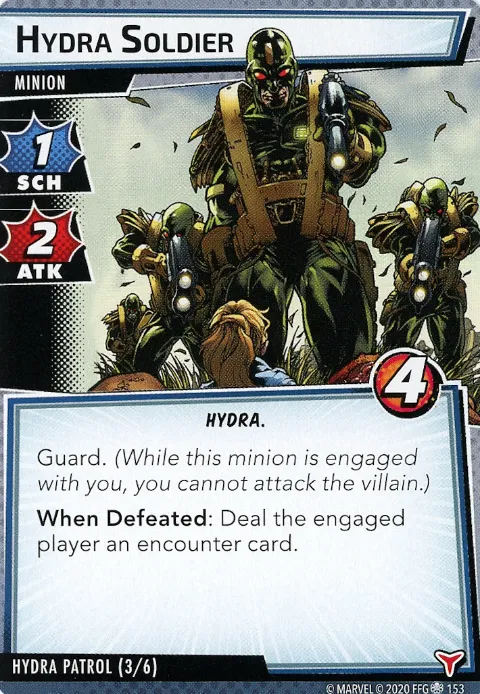 HYDRA SOLDIER
MINION
1
SCH
2
ATK
4
HYDRA.
Guard. (While this minion is engaged
with you, you cannot attack the villain.)
When Defeated: Deal the engaged
player an encounter card.
HYDRA PATROL (3/6)
© MARVEL © 2020 FFG 153